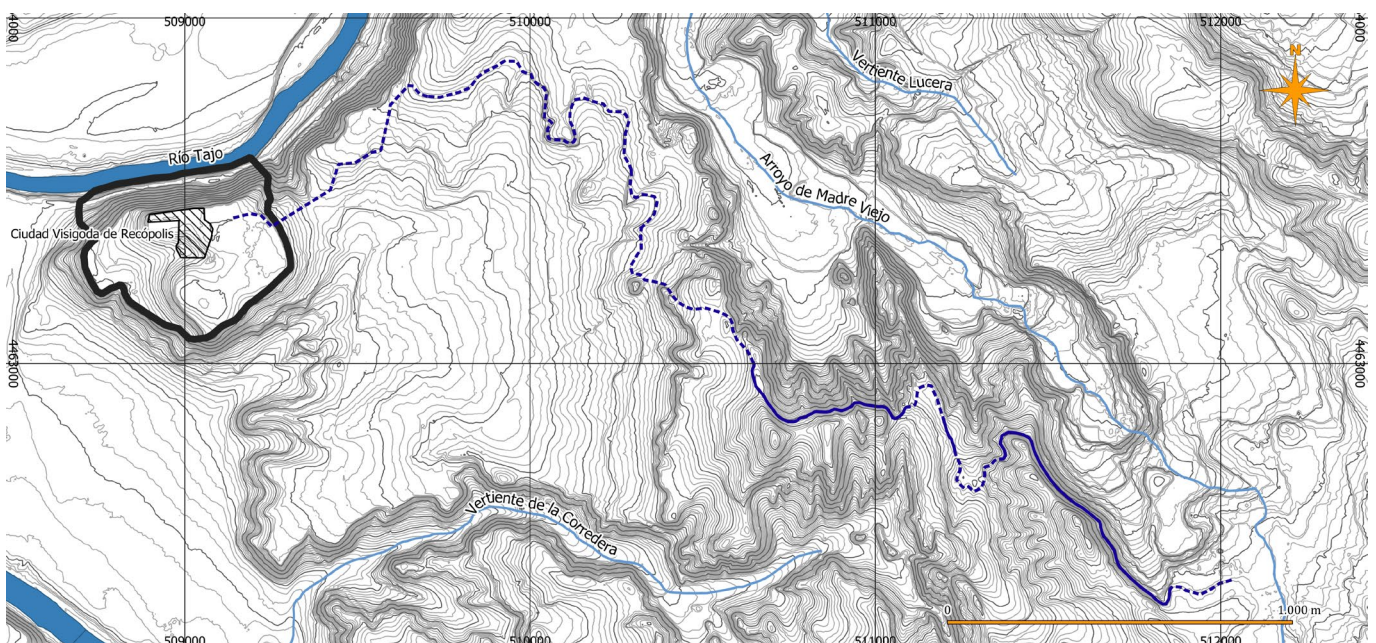 509000
510000
511000
512000
4000
4000
N
Vertiente Lucera
Río Tajo
Arroyo de Madre Viejo
Ciudad Visigoda de Recópolis
4463000
4463000
Vertiente de la Corredera
0
1.000 m
509000
510000
511000
512000